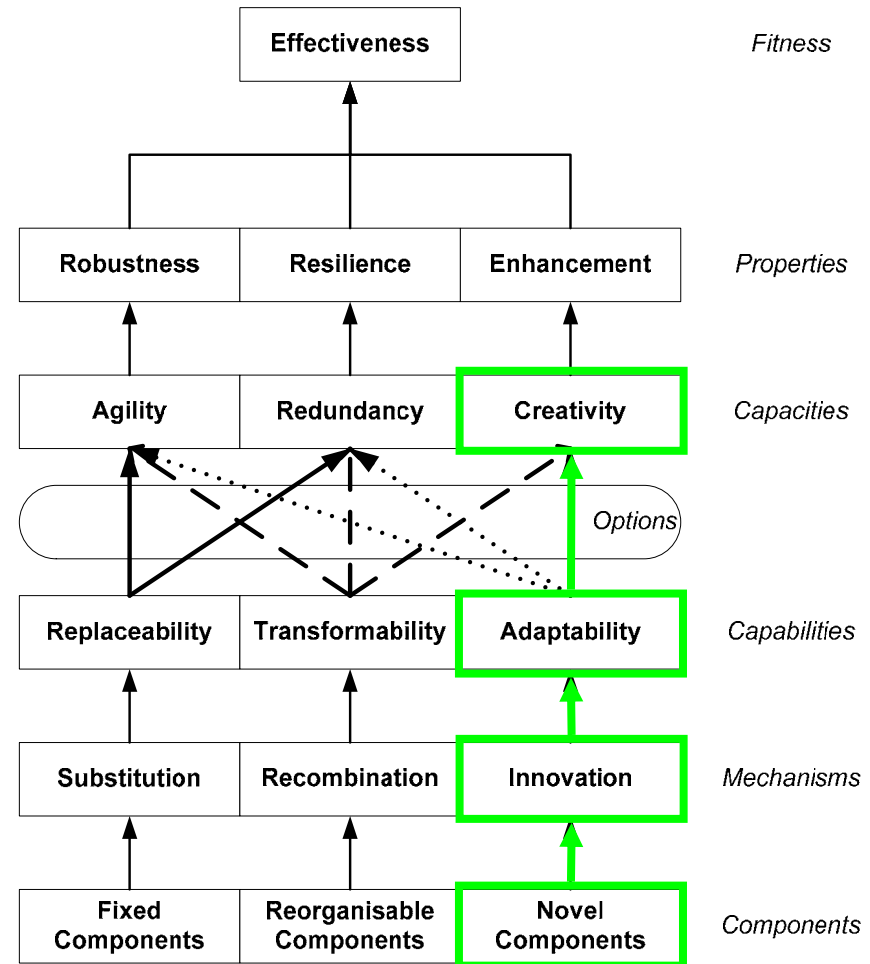 Effectiveness Fitness
Robustness Resilience Enhancement Properties
Agility Redundancy Creativity Capacities
Options
Replaceability Transformability Adaptability Capabilities
Substitution Recombination Innovation Mechanisms
Fixed
Components
Reorganisable
Components
Novel
Components
Components